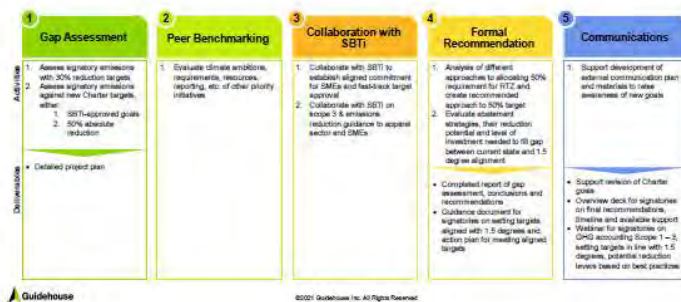 1
Gap Assessment
2
Peer Benchmarking
3
Collaboration with
SBTi
4
Formal
Recommendation
5
Communications
Activities
1. Assess signatory emissions
with 30% reduction targets
2. Assess signatory emissions
against new Charter targets,
either:
1. SBTi-approved goals
2. 50% absolute
reduction
1. Evaluate climate ambitions,
requirements, resources,
reporting, etc. of other priority
initiatives
1. Collaborate with SBTi to
establish aligned commitment
for SMEs and fast-track target
approval
2. Collaborate with SBTi on
scope 3 & emissions
reduction guidance to apparel
sector and SMEs
1. Analysis of different
approaches to allocating 50%
requirement for RTZ and
create recommended
approach to 50% target
2. Evaluate abatement
strategies, their reduction
potential and level of
investment needed to fill gap
between current state and 1.5
degree alignment
1. Support development of
external communication plan
and materials to raise
awareness of new goals
Deliverables
• Detailed project plan
• Completed report of gap
assessment, conclusions and
recommendations
• Guidance document for
signatories on setting targets
aligned with 1.5 degrees and
action plan for meeting aligned
targets
• Support revision of Charter
goals
• Overview deck for signatories
on final recommendations,
timeline and available support
• Webinar for signatories on
GHG accounting Scope 1 – 3,
setting targets in line with 1.5
degrees, potential reduction
levels based on best practices
Guidehouse
©2021 Guidehouse Inc. All Rights Reserved